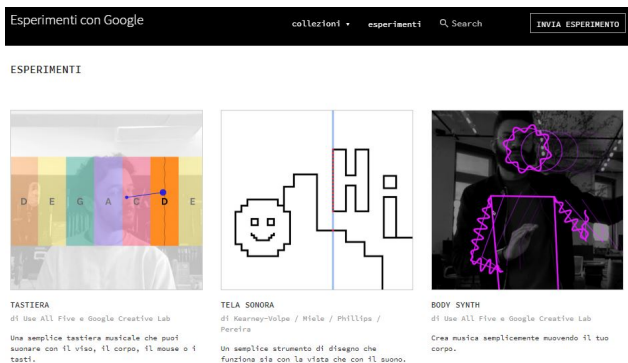 Esperimenti con Google
collezioni ▾ esperimenti Search INVIA ESPERIMENTO
ESPERIMENTI
D E G A C D E
Hi
TASTIERA
di Use All Five e Google Creative Lab
Una semplice tastiera musicale che puoi
suonare con il viso, il corpo, il mouse o i
tasti.
TELA SONORA
di Kearney-Volpe / Miele / Phillips /
Pereira
Un semplice strumento di disegno che
funziona sia con la vista che con il suono.
BODY SYNTH
di Use All Five e Google Creative Lab
Crea musica semplicemente muovendo il tuo
corpo.